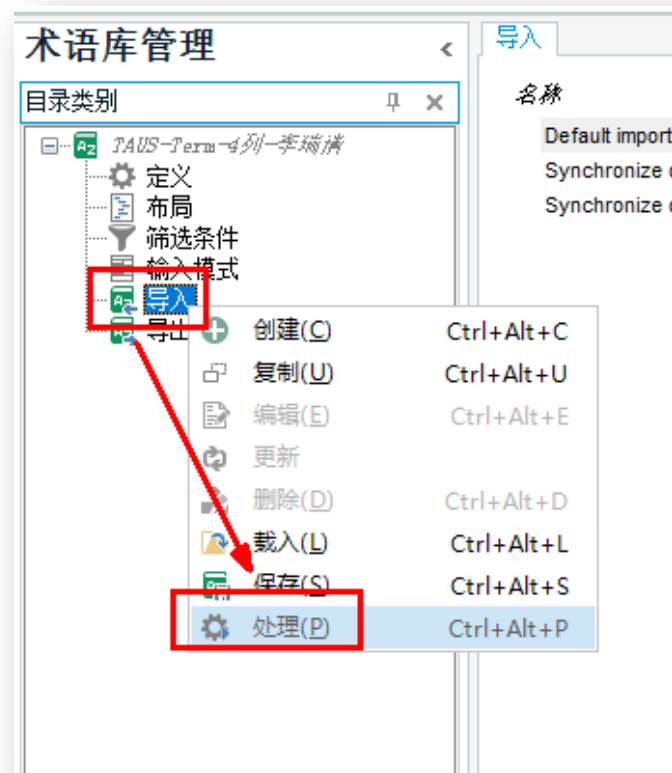 术语库管理
目录类别
TAUS-Term-4列-李瑞清
定义
布局
筛选条件
输入模式
导入
导出
创建(C) Ctrl+Alt+C
复制(U) Ctrl+Alt+U
编辑(E) Ctrl+Alt+E
更新
删除(D) Ctrl+Alt+D
载入(L) Ctrl+Alt+L
保存(S) Ctrl+Alt+S
处理(P) Ctrl+Alt+P
导入
名称
Default import
Synchronize
Synchronize